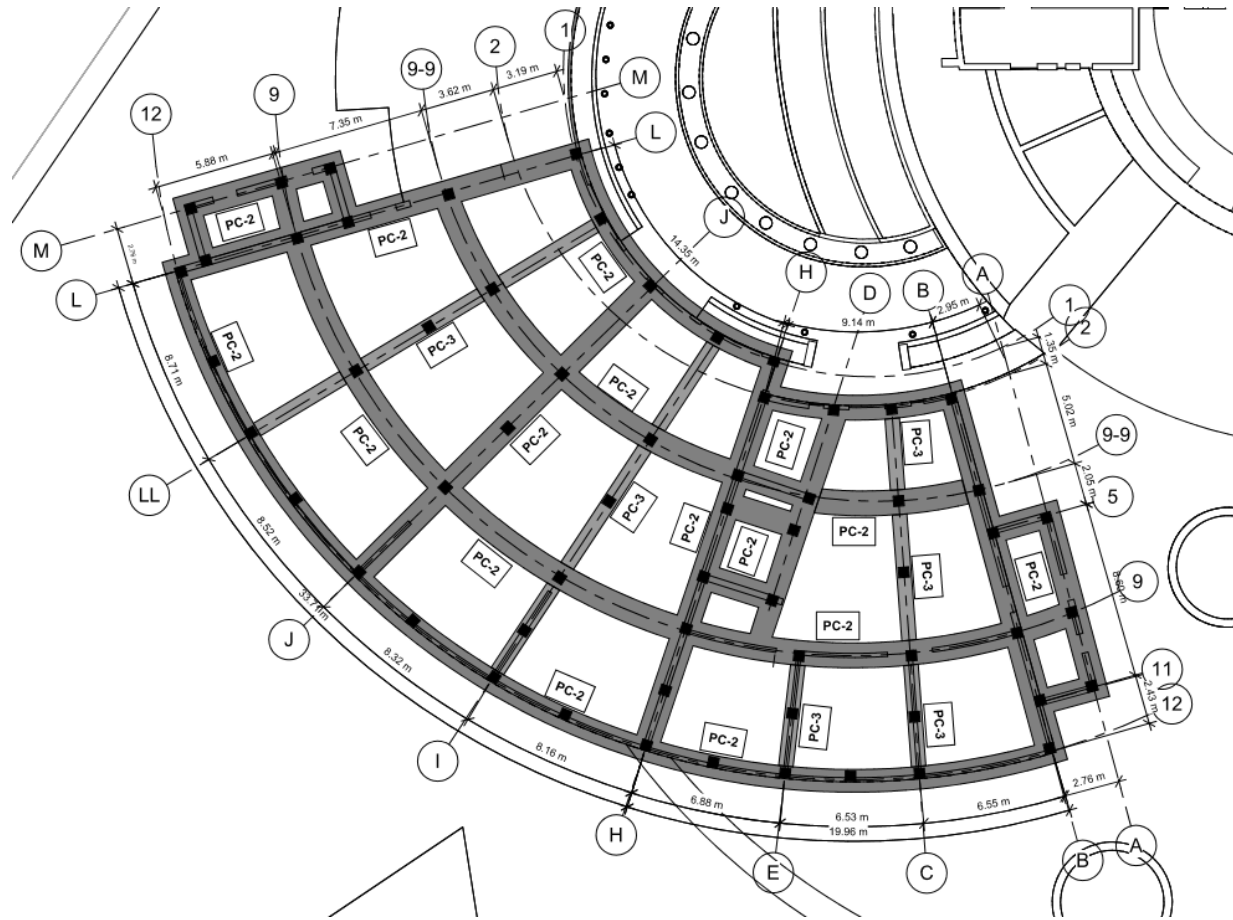 1
2
9-9
3.19 m
M
3.62 m
9
12
7.35 m
L
5.88 m
J
PC-2
PC-2
M
14.35 m
H
A
B
D
PC-2
L
2.95 m
1
9.14 m
2
1.35 m
PC-3
PC-2
8.71 m
PC-2
5.02 m
9-9
PC-2
PC-2
PC-2
PC-3
2.05 m
5
LL
PC-3
PC-2
PC-2
PC-2
8.52 m
PC-2
PC-3
PC-2
9
33.71m
J
PC-2
8.32 m
11
2.43 m
12
PC-2
PC-2
PC-3
PC-3
I
8.16 m
2.76 m
6.88 m
6.53 m
6.55 m
19.96 m
H
E
C
B
A